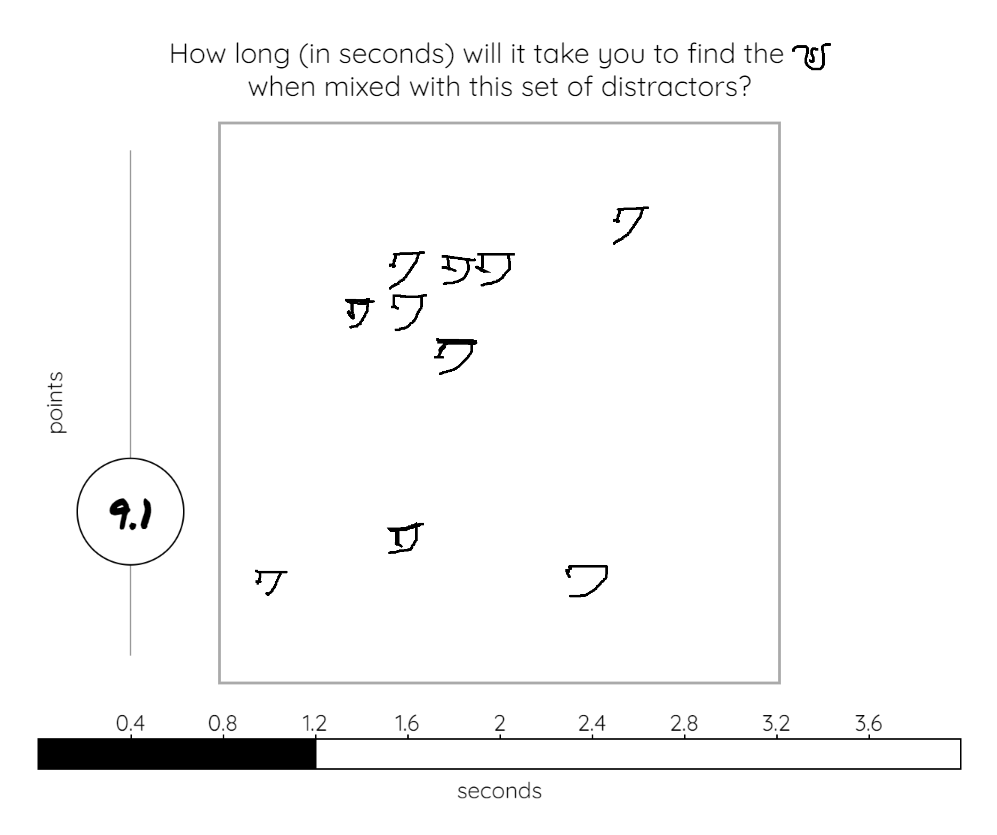 How long (in seconds) will it take you to find the
when mixed with this set of distractors?
points
9.1
0.4 0.8 1.2 1.6 2 2.4 2.8 3.2 3.6
seconds